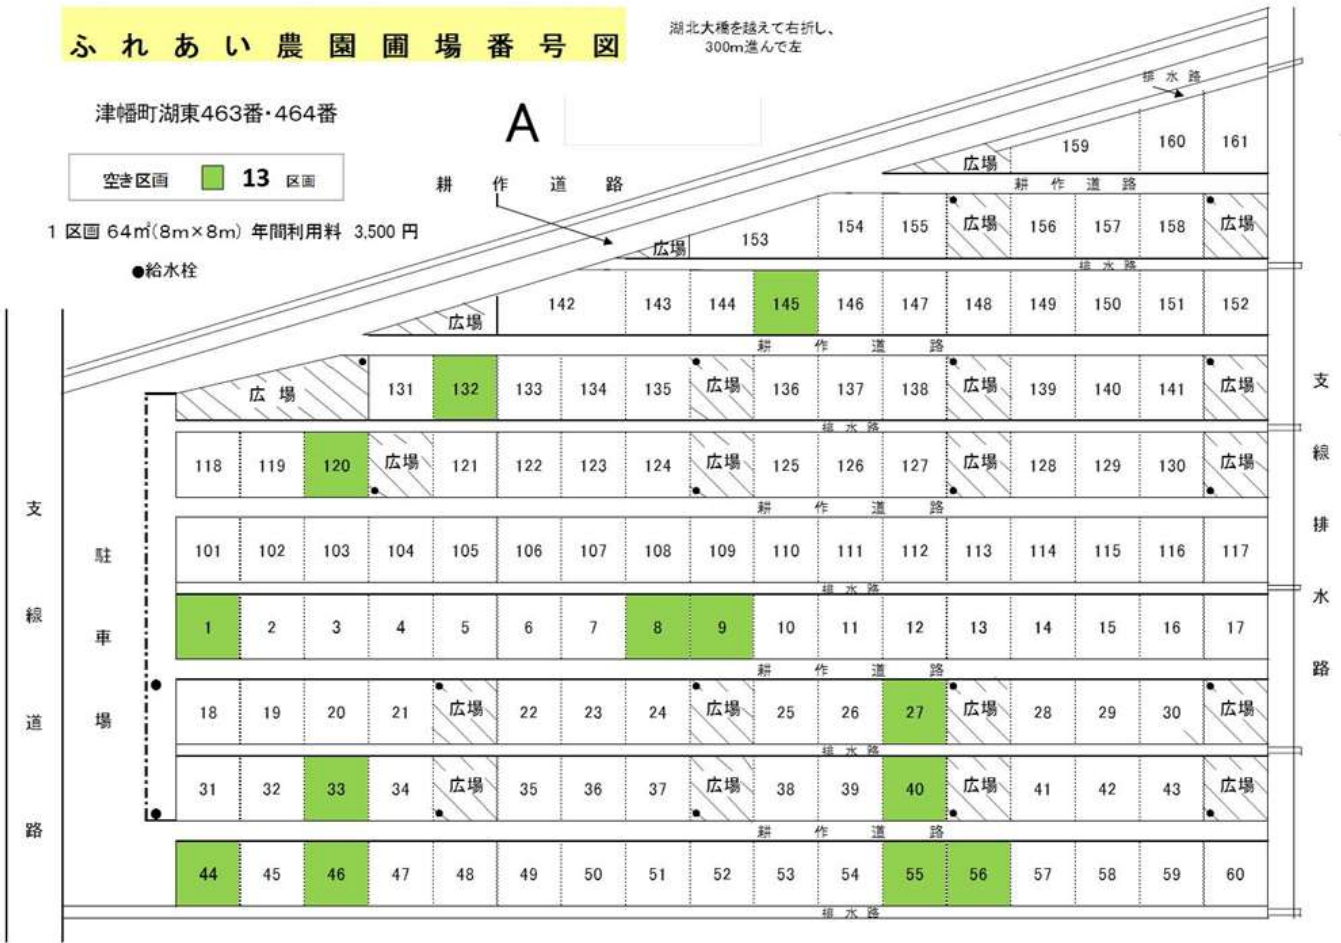 ふれあい農園圃場番号図
湖北大橋を越えて右折し、
300m進んで左
津幡町湖東463番・464番
A
空き区画 13 区画
耕作道路
1 区画 64㎡(8m×8m) 年間利用料 3,500 円
●給水栓
排水路
広場 159 160 161
耕作道路
広場 153 154 155 広場 156 157 158 広場
排水路
広場 142 143 144 145 146 147 148 149 150 151 152
耕作道路
広場 131 132 133 134 135 広場 136 137 138 広場 139 140 141 広場
排水路
118 119 120 広場 121 122 123 124 広場 125 126 127 広場 128 129 130 広場
耕作道路
101 102 103 104 105 106 107 108 109 110 111 112 113 114 115 116 117
排水路
1 2 3 4 5 6 7 8 9 10 11 12 13 14 15 16 17
耕作道路
18 19 20 21 広場 22 23 24 広場 25 26 27 広場 28 29 30 広場
排水路
31 32 33 34 広場 35 36 37 広場 38 39 40 広場 41 42 43 広場
耕作道路
44 45 46 47 48 49 50 51 52 53 54 55 56 57 58 59 60
排水路
支線道路
駐車場
支線排水路